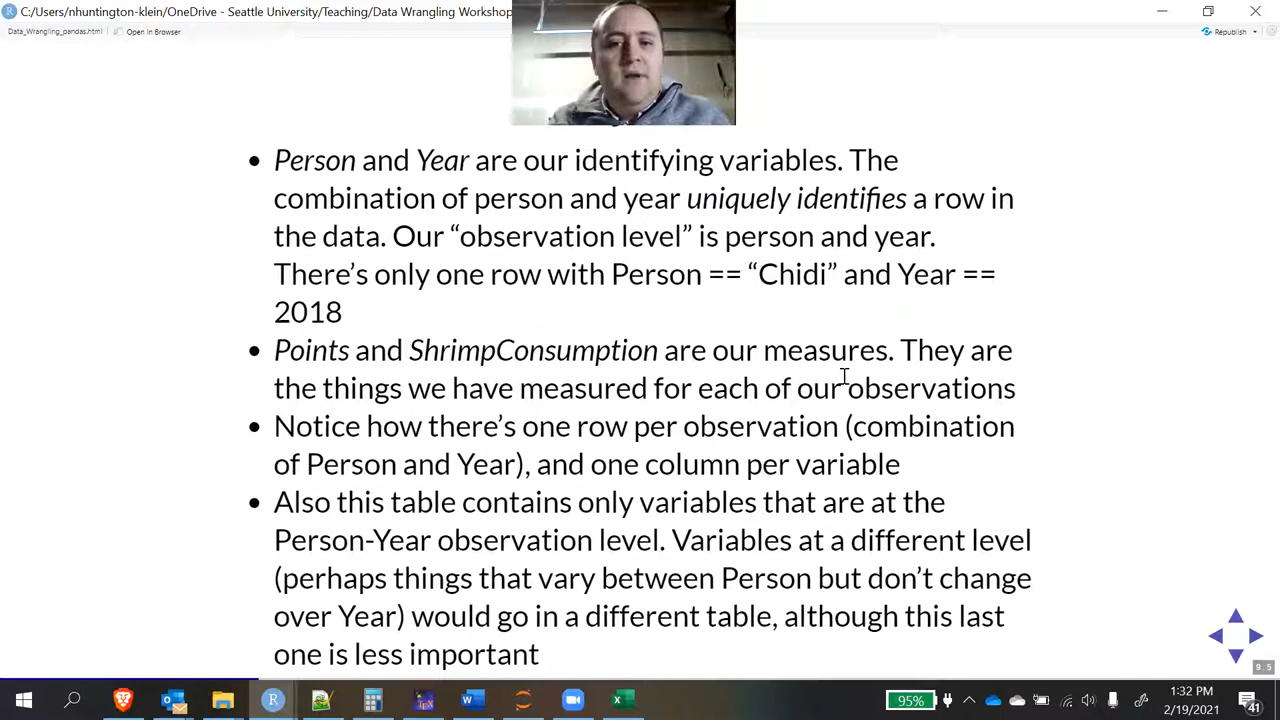 C:/Users/nhuntington-klein/OneDrive - Seattle University/Teaching/Data Wrangling Workshop
Data_Wrangling_pandas.html Open in Browser Republish
• Person and Year are our identifying variables. The
combination of person and year uniquely identifies a row in
the data. Our “observation level” is person and year.
There’s only one row with Person == “Chidi” and Year ==
2018
• Points and ShrimpConsumption are our measures. They are
the things we have measured for each of our observations
• Notice how there’s one row per observation (combination
of Person and Year), and one column per variable
• Also this table contains only variables that are at the
Person-Year observation level. Variables at a different level
(perhaps things that vary between Person but don’t change
over Year) would go in a different table, although this last
one is less important
9.5
95%
1:32 PM
2/19/2021
41